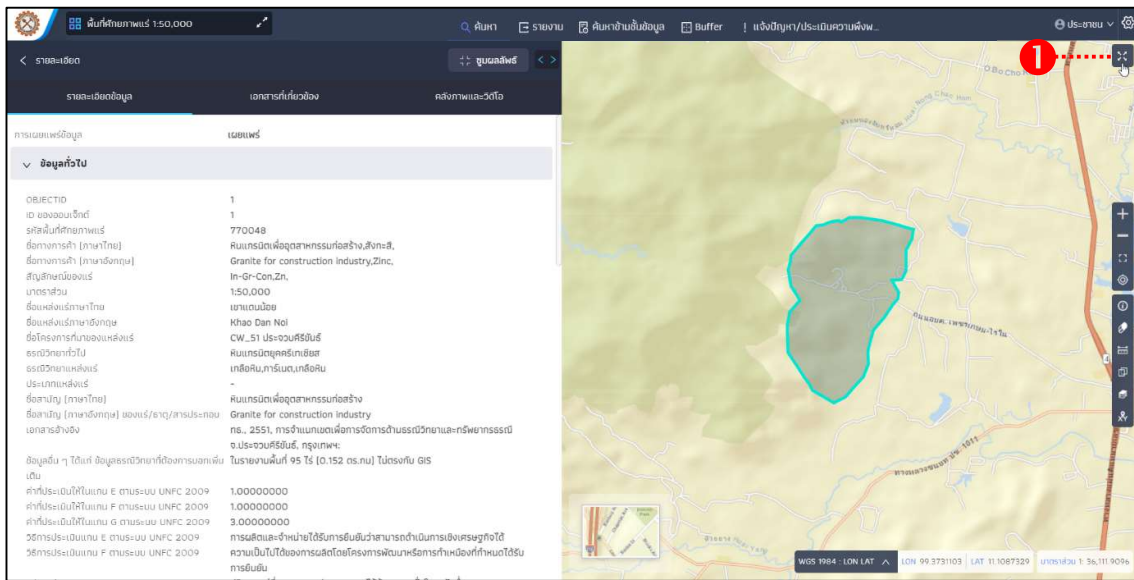 พื้นที่ศักยภาพแร่ 1:50,000
ค้นหา
รายงาน
ค้นหาข้ามชั้นข้อมูล
Buffer
! แจ้งปัญหา/ประเมินความพึงพ...
ประชาชน
< รายละเอียด
ซูมผลลัพธ์
< >
1
รายละเอียดข้อมูล
เอกสารที่เกี่ยวข้อง
คลังภาพและวิดีโอ
การเผยแพร่ข้อมูล เผยแพร่
ข้อมูลทั่วไป
OBJECTID 1
ID ของออบเจ็กต์ 1
รหัสพื้นที่ศักยภาพแร่ 770048
ชื่อทางการค้า [ภาษาไทย] หินแกรนิตเพื่ออุตสาหกรรมก่อสร้าง,สังกะสี,
ชื่อทางการค้า [ภาษาอังกฤษ] Granite for construction industry,Zinc,
สัญลักษณ์ของแร่ In-Gr-Con,Zn,
มาตราส่วน 1:50,000
ชื่อแหล่งแร่ภาษาไทย เขาแดนน้อย
ชื่อแหล่งแร่ภาษาอังกฤษ Khao Dan Noi
ชื่อโครงการที่มาของแหล่งแร่ CW_51 ประจวบคีรีขันธ์
ธรณีวิทยาทั่วไป หินแกรนิตยุคครีเทเชียส
ธรณีวิทยาแหล่งแร่ เกลือหิน,การ์เนต,เกลือหิน
ประเภทแหล่งแร่ -
ชื่อสามัญ [ภาษาไทย] หินแกรนิตเพื่ออุตสาหกรรมก่อสร้าง
ชื่อสามัญ [ภาษาอังกฤษ] ของแร่/ธาตุ/สารประกอบ Granite for construction industry
เอกสารอ้างอิง ทธ., 2551, การจำแนกเขตเพื่อการจัดการด้านธรณีวิทยาและทรัพยากรธรณี
จ.ประจวบคีรีขันธ์, กรุงเทพฯ:
ข้อมูลอื่น ๆ ได้แก่ ข้อมูลธรณีวิทยาที่ต้องการบอกเพิ่ม ในรายงานพื้นที่ 95 ไร่ [0.152 ตร.กม] ไม่ตรงกับ GIS
เติม
ค่าที่ประเมินให้ในแกน E ตามระบบ UNFC 2009 1.00000000
ค่าที่ประเมินให้ในแกน F ตามระบบ UNFC 2009 1.00000000
ค่าที่ประเมินให้ในแกน G ตามระบบ UNFC 2009 3.00000000
วิธีการประเมินแกน E ตามระบบ UNFC 2009 การผลิตและจำหน่ายได้รับการยืนยันว่าสามารถดำเนินการเชิงเศรษฐกิจได้
วิธีการประเมินแกน F ตามระบบ UNFC 2009 ความเป็นไปได้ของการผลิตโดยโครงการพัฒนาหรือการทำเหมืองที่กำหนดได้รับ
การยืนยัน
ถนนอบต. เพชรเกษม-ไร่ใน
ทางหลวงชนบท ปข. 1011
4
WGS 1984 : LON LAT
LON 99.3731103
LAT 11.1087329
มาตราส่วน 1: 36,111.9096